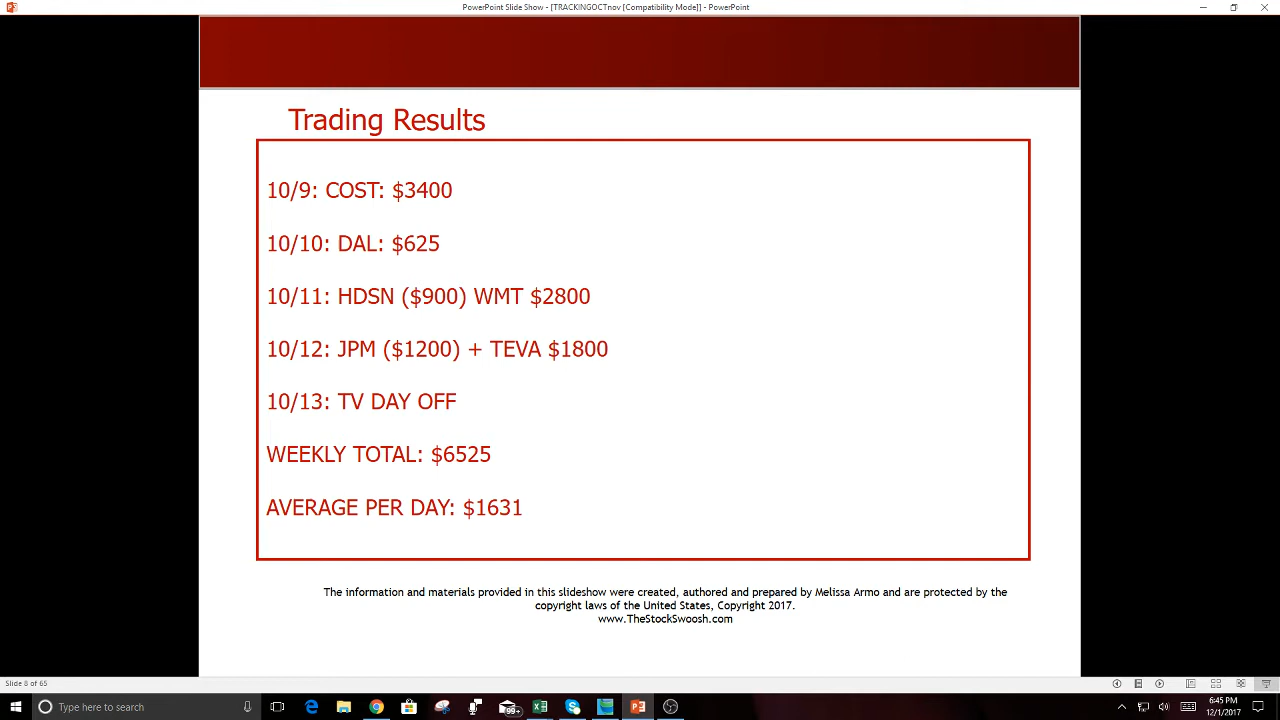 PowerPoint Slide Show - [TRACKINGOCTnov [Compatibility Mode]] - PowerPoint
Trading Results
10/9: COST: $3400
10/10: DAL: $625
10/11: HDSN ($900) WMT $2800
10/12: JPM ($1200) + TEVA $1800
10/13: TV DAY OFF
WEEKLY TOTAL: $6525
AVERAGE PER DAY: $1631
The information and materials provided in this slideshow were created, authored and prepared by Melissa Armo and are protected by the
copyright laws of the United States, Copyright 2017.
www.TheStockSwoosh.com
Slide 8 of 65
Type here to search
99+
6:45 PM
12/1/2017